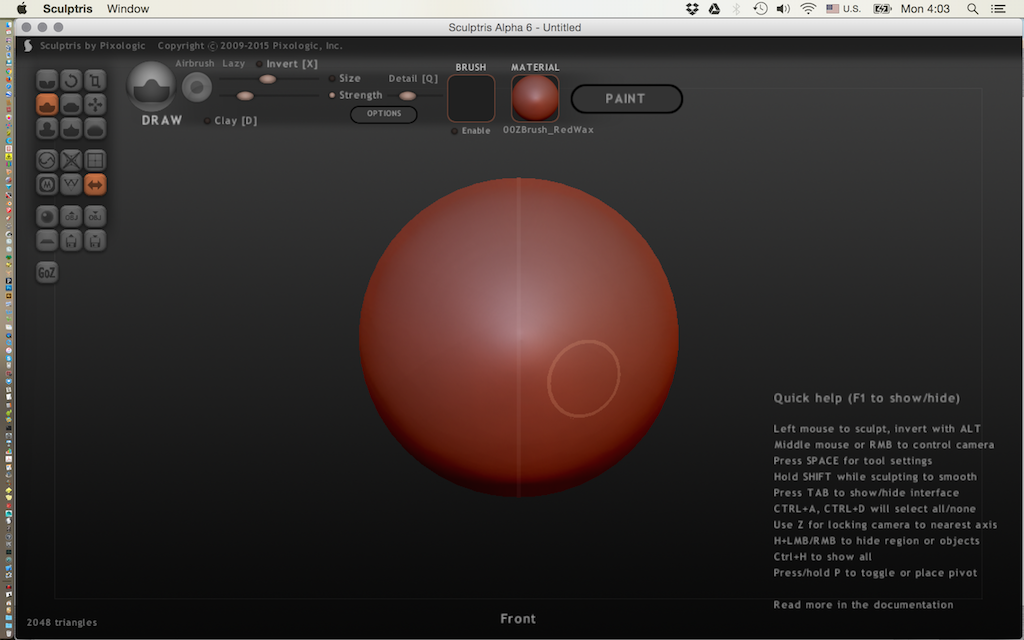 Sculptris Window U.S. Mon 4:03
Sculptris Alpha 6 - Untitled
Sculptris by Pixologic Copyright © 2009-2015 Pixologic, Inc.
Airbrush Lazy Invert [X]
BRUSH MATERIAL
Size Detail [Q]
Strength
PAINT
OPTIONS
DRAW Clay [D]
Enable 00ZBrush_RedWax
OBJ OBJ
GoZ
Quick help (F1 to show/hide)
Left mouse to sculpt, invert with ALT
Middle mouse or RMB to control camera
Press SPACE for tool settings
Hold SHIFT while sculpting to smooth
Press TAB to show/hide interface
CTRL+A, CTRL+D will select all/none
Use Z for locking camera to nearest axis
H+LMB/RMB to hide region or objects
Ctrl+H to show all
Press/hold P to toggle or place pivot
Read more in the documentation
Front
2048 triangles